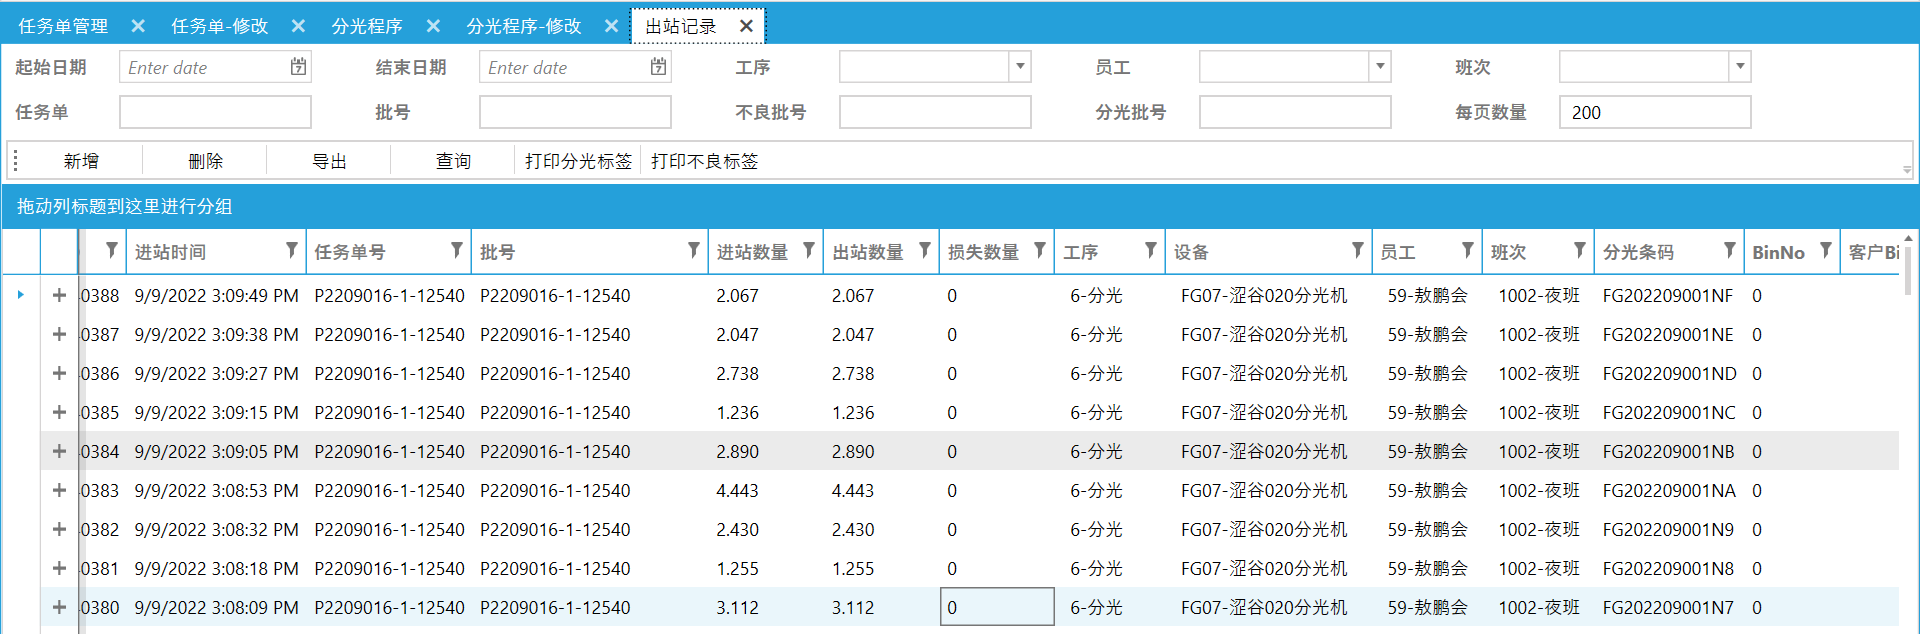 任务单管理 任务单-修改 分光程序 分光程序-修改 出站记录
起始日期 Enter date 结束日期 Enter date 工序 员工 班次
任务单 批号 不良批号 分光批号 每页数量 200
新增 删除 导出 查询 打印分光标签 打印不良标签
拖动列标题到这里进行分组
进站时间 任务单号 批号 进站数量 出站数量 损失数量 工序 设备 员工 班次 分光条码 BinNo 客户Bi
0388 9/9/2022 3:09:49 PM P2209016-1-12540 P2209016-1-12540 2.067 2.067 0 6-分光 FG07-涩谷020分光机 59-敖鹏会 1002-夜班 FG202209001NF 0
0387 9/9/2022 3:09:38 PM P2209016-1-12540 P2209016-1-12540 2.047 2.047 0 6-分光 FG07-涩谷020分光机 59-敖鹏会 1002-夜班 FG202209001NE 0
0386 9/9/2022 3:09:27 PM P2209016-1-12540 P2209016-1-12540 2.738 2.738 0 6-分光 FG07-涩谷020分光机 59-敖鹏会 1002-夜班 FG202209001ND 0
0385 9/9/2022 3:09:15 PM P2209016-1-12540 P2209016-1-12540 1.236 1.236 0 6-分光 FG07-涩谷020分光机 59-敖鹏会 1002-夜班 FG202209001NC 0
0384 9/9/2022 3:09:05 PM P2209016-1-12540 P2209016-1-12540 2.890 2.890 0 6-分光 FG07-涩谷020分光机 59-敖鹏会 1002-夜班 FG202209001NB 0
0383 9/9/2022 3:08:53 PM P2209016-1-12540 P2209016-1-12540 4.443 4.443 0 6-分光 FG07-涩谷020分光机 59-敖鹏会 1002-夜班 FG202209001NA 0
0382 9/9/2022 3:08:32 PM P2209016-1-12540 P2209016-1-12540 2.430 2.430 0 6-分光 FG07-涩谷020分光机 59-敖鹏会 1002-夜班 FG202209001N9 0
0381 9/9/2022 3:08:18 PM P2209016-1-12540 P2209016-1-12540 1.255 1.255 0 6-分光 FG07-涩谷020分光机 59-敖鹏会 1002-夜班 FG202209001N8 0
0380 9/9/2022 3:08:09 PM P2209016-1-12540 P2209016-1-12540 3.112 3.112 0 6-分光 FG07-涩谷020分光机 59-敖鹏会 1002-夜班 FG202209001N7 0